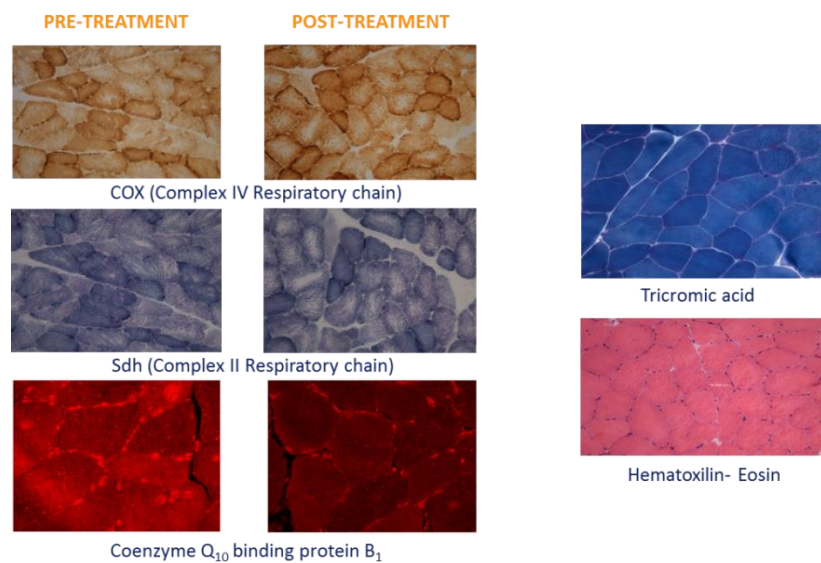 PRE-TREATMENT
POST-TREATMENT
COX (Complex IV Respiratory chain)
Sdh (Complex II Respiratory chain)
Coenzyme Q₁₀ binding protein B₁
Tricromic acid
Hematoxilin- Eosin